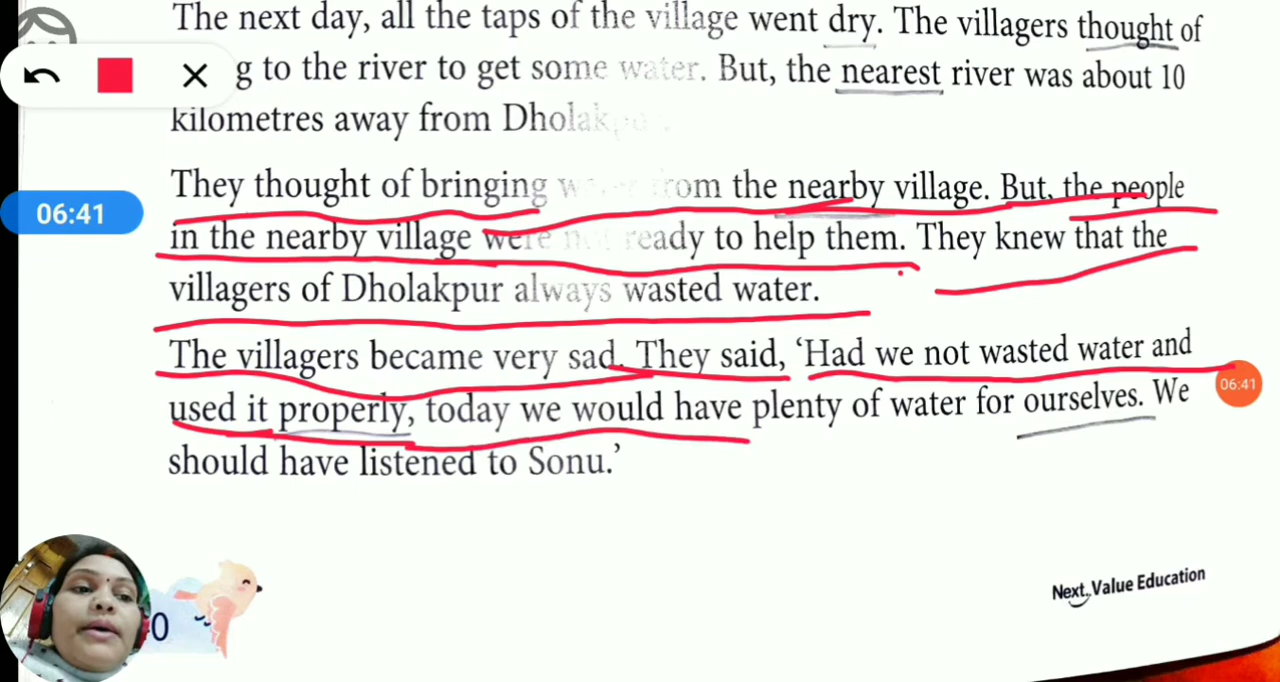 The next day, all the taps of the village went dry. The villagers thought of
g to the river to get some water. But, the nearest river was about 10
kilometres away from Dholakpu
They thought of bringing water from the nearby village. But, the people
in the nearby village were not ready to help them. They knew that the
villagers of Dholakpur always wasted water.
The villagers became very sad. They said, ‘Had we not wasted water and
used it properly, today we would have plenty of water for ourselves. We
should have listened to Sonu.’
06:41
06:41
0
Next Value Education